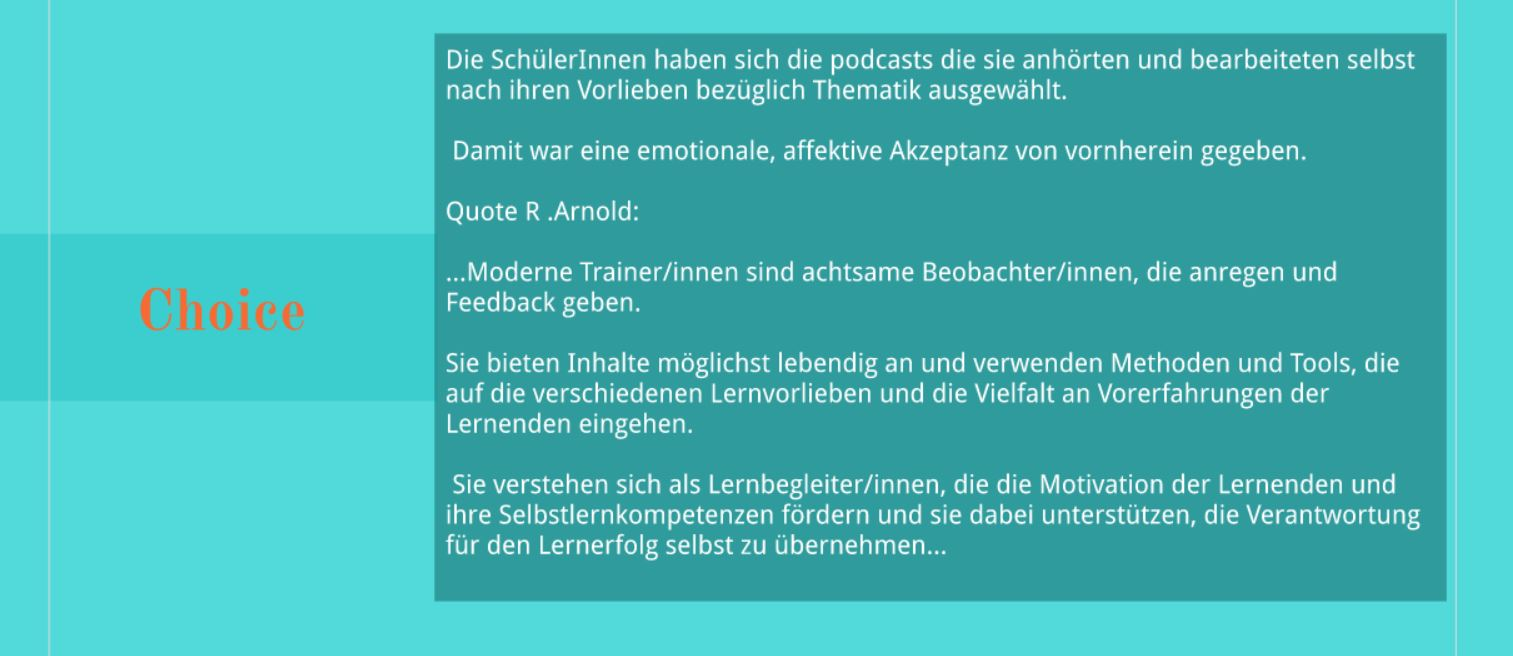 Choice
Die SchülerInnen haben sich die podcasts die sie anhörten und bearbeiteten selbst
nach ihren Vorlieben bezüglich Thematik ausgewählt.
Damit war eine emotionale, affektive Akzeptanz von vornherein gegeben.
Quote R .Arnold:
...Moderne Trainer/innen sind achtsame Beobachter/innen, die anregen und
Feedback geben.
Sie bieten Inhalte möglichst lebendig an und verwenden Methoden und Tools, die
auf die verschiedenen Lernvorlieben und die Vielfalt an Vorerfahrungen der
Lernenden eingehen.
Sie verstehen sich als Lernbegleiter/innen, die die Motivation der Lernenden und
ihre Selbstlernkompetenzen fördern und sie dabei unterstützen, die Verantwortung
für den Lernerfolg selbst zu übernehmen...